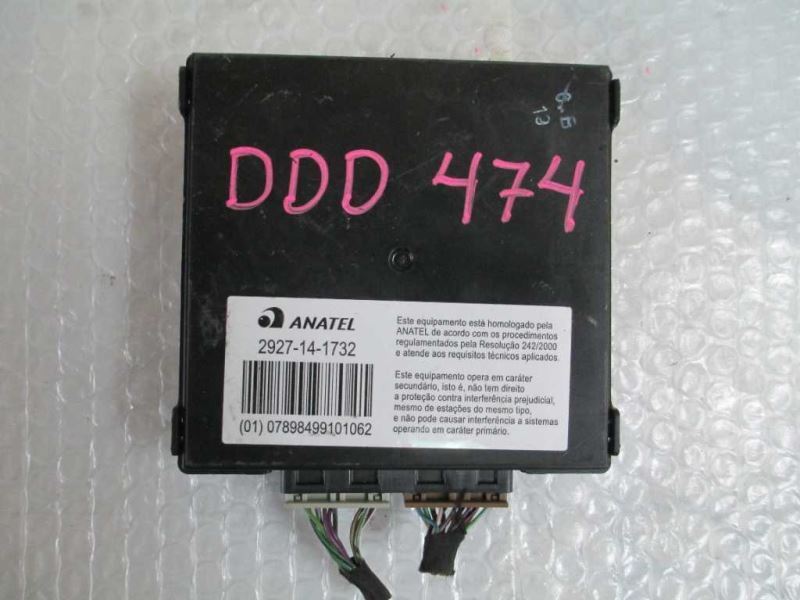 DDD 474
ANATEL
2927-14-1732
(01) 07898499101062
Este equipamento está homologado pela
ANATEL de acordo com os procedimentos
regulamentados pela Resolução 242/2000
e atende aos requisitos técnicos aplicados.
Este equipamento opera em caráter
secundário, isto é, não tem direito
a proteção contra interferência prejudicial,
mesmo de estações do mesmo tipo,
e não pode causar interferência a sistemas
operando em caráter primário.